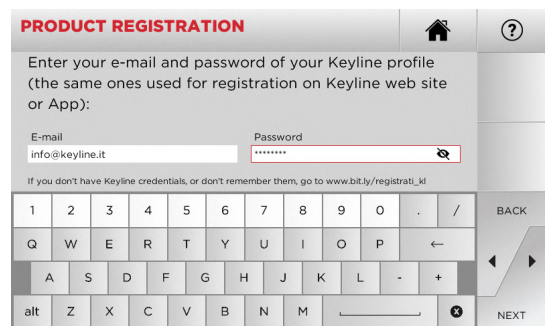 PRODUCT REGISTRATION
?
Enter your e-mail and password of your Keyline profile
(the same ones used for registration on Keyline web site
or App):
E-mail
Password
info@keyline.it
********
If you don't have Keyline credentials, or don't remember them, go to www.bit.ly/registrati_kl
1 2 3 4 5 6 7 8 9 0 . /
BACK
Q W E R T Y U I O P ←
A S D F G H J K L - +
alt Z X C V B N M
NEXT